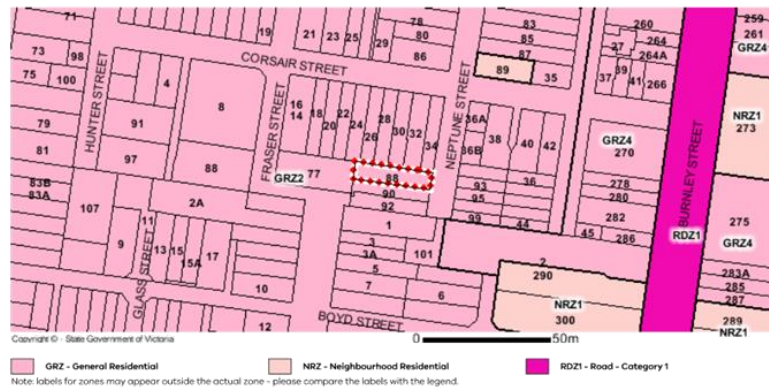 71
19
21 23 25
29
78
80
86
83
85
87
260
27 264
264A
259
261
GRZ4
73 98
75 100
CORSAIR STREET
89
35
37 39 41 266
HUNTER STREET
4
8
FRASER STREET
16
14
18 20 22 24 26 28 30 32 34
NEPTUNE STREET
36A
36B
38
40 42
GRZ4
270
BURNLEY STREET
NRZ1
273
79
91
81
97
88
GRZ2
77
88
90
92
93
95
36
278
280
83B
83A
107
2A
1
99
44
282
45 286
RDZ1
275
GRZ4
11
9
GLASS STREET
13 15
15A
17
3
3A
5
7
101
2
290
283A
285
287
10
6
NRZ1
300
289
NRZ1
12
BOYD STREET
Copyright © - State Government of Victoria
0 50m
GRZ - General Residential NRZ - Neighbourhood Residential RDZ1 - Road - Category 1
Note: labels for zones may appear outside the actual zone - please compare the labels with the legend.